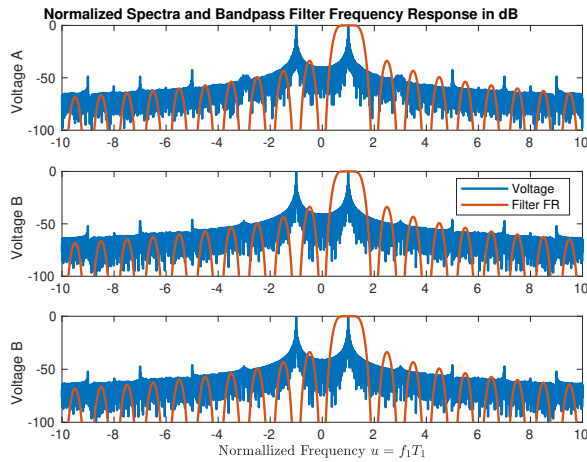 Normalized Spectra and Bandpass Filter Frequency Response in dB
Voltage A
0
-50
-100
-10 -8 -6 -4 -2 0 2 4 6 8 10
Voltage B
0
-50
-100
Voltage
Filter FR
-10 -8 -6 -4 -2 0 2 4 6 8 10
Voltage B
0
-50
-100
-10 -8 -6 -4 -2 0 2 4 6 8 10
Normallized Frequency u = f₁T₁